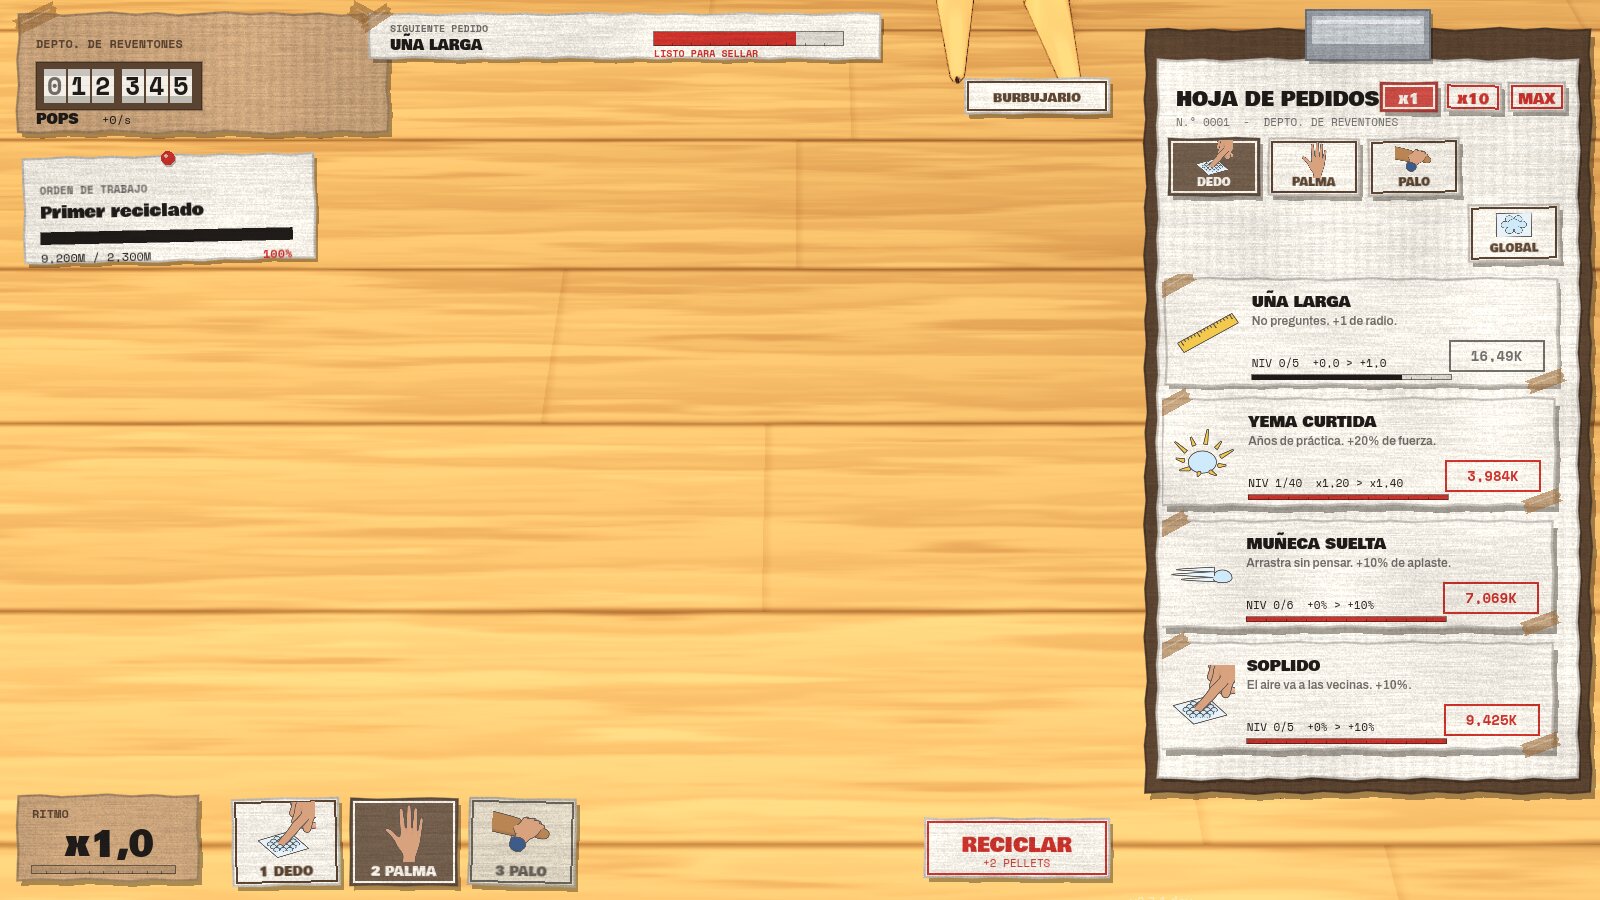 DEPTO. DE REVENTONES
012 345
POPS +0/s
SIGUIENTE PEDIDO
UÑA LARGA
LISTO PARA SELLAR
BURBUJARIO
ORDEN DE TRABAJO
Primer reciclado
9,200M / 2,300M 100%
HOJA DE PEDIDOS x1 x10 MAX
N.° 0001 - DEPTO. DE REVENTONES
DEDO PALMA PALO
GLOBAL
UÑA LARGA
No preguntes. +1 de radio.
NIV 0/5 +0,0 > +1,0 16,49K
YEMA CURTIDA
Años de práctica. +20% de fuerza.
NIV 1/40 x1,20 > x1,40 3,984K
MUÑECA SUELTA
Arrastra sin pensar. +10% de aplaste.
NIV 0/6 +0% > +10% 7,069K
SOPLIDO
El aire va a las vecinas. +10%.
NIV 0/5 +0% > +10% 9,425K
RITMO
x1,0
1 DEDO 2 PALMA 3 PALO
RECICLAR
+2 PELLETS